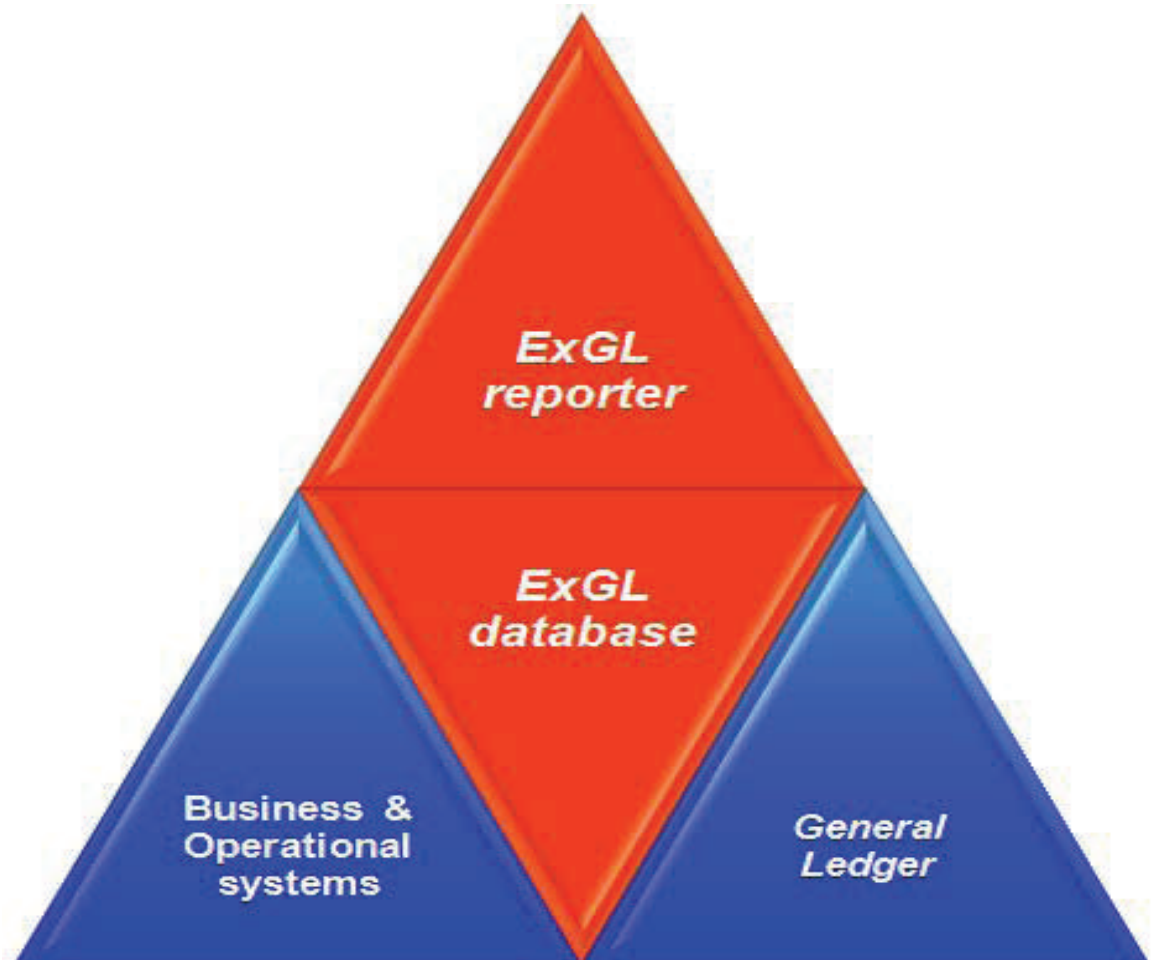 ExGL
reporter
ExGL
database
Business &
Operational
systems
General
Ledger